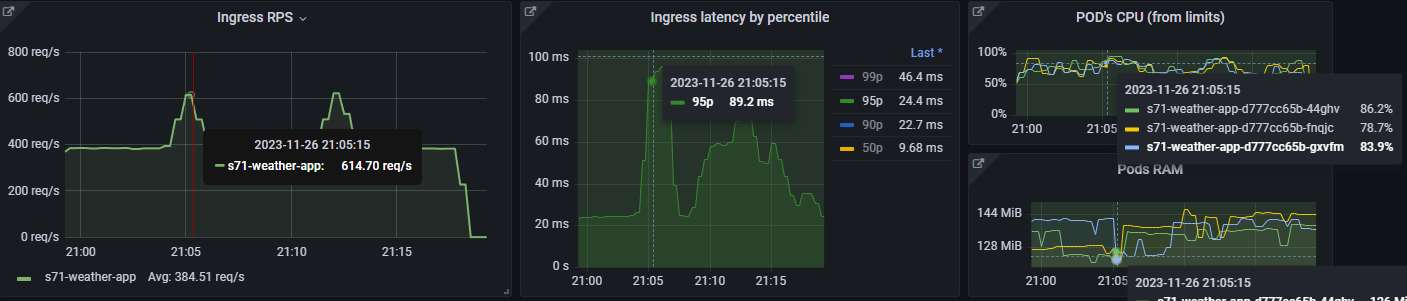 Ingress RPS
800 req/s
600 req/s
400 req/s
200 req/s
0 req/s
2023-11-26 21:05:15
s71-weather-app: 614.70 req/s
21:00 21:05 21:10 21:15
s71-weather-app Avg: 384.51 req/s
Ingress latency by percentile
100 ms
80 ms
60 ms
40 ms
20 ms
0 s
2023-11-26 21:05:15
95p 89.2 ms
21:00 21:05 21:10 21:15
Last *
99p 46.4 ms
95p 24.4 ms
90p 22.7 ms
50p 9.68 ms
POD's CPU (from limits)
100%
50%
0%
21:00 21:05
2023-11-26 21:05:15
s71-weather-app-d777cc65b-44ghv 86.2%
s71-weather-app-d777cc65b-fnqjc 78.7%
s71-weather-app-d777cc65b-gxvfm 83.9%
Pods RAM
144 MiB
128 MiB
21:00 21:05
2023-11-26 21:05:15
s71-weather-app-d777cc65b-44ghv 126 Mi